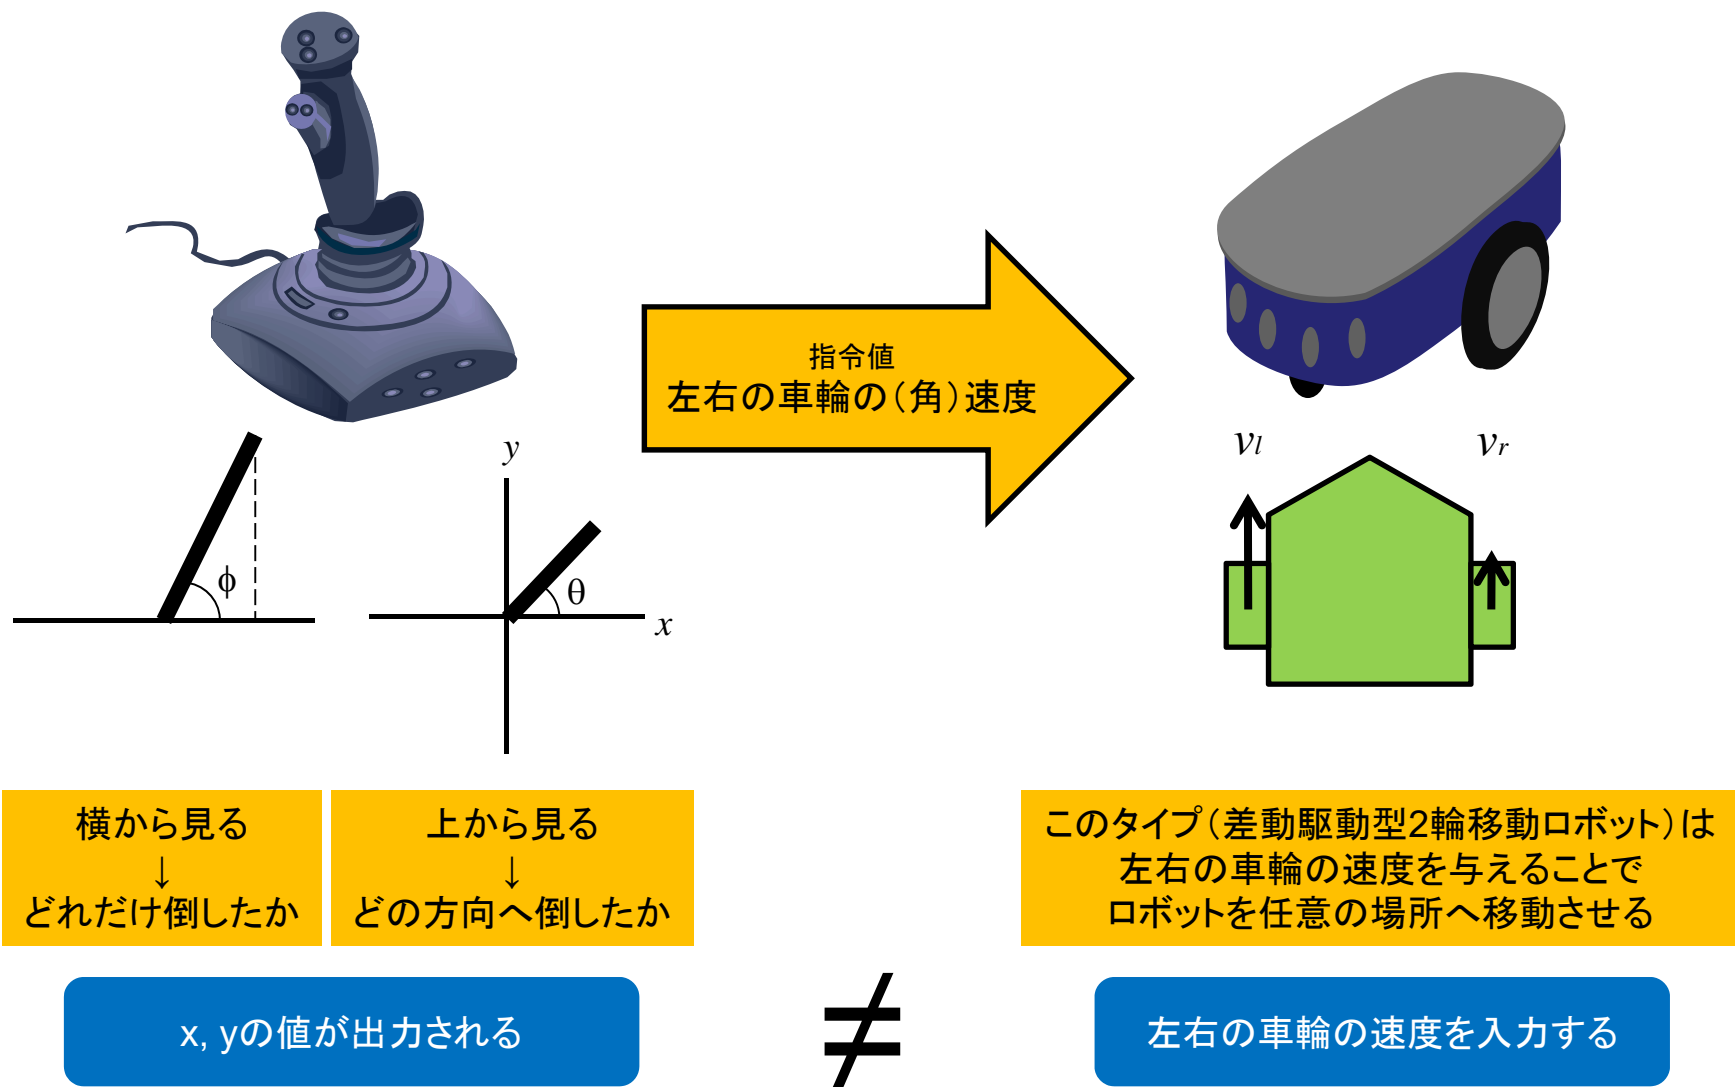 指令値
左右の車輪の（角）速度
v_l
v_r
y
ϕ
θ
x
横から見る
↓
どれだけ倒したか
上から見る
↓
どの方向へ倒したか
このタイプ（差動駆動型2輪移動ロボット）は
左右の車輪の速度を与えることで
ロボットを任意の場所へ移動させる
x, yの値が出力される
≠
左右の車輪の速度を入力する